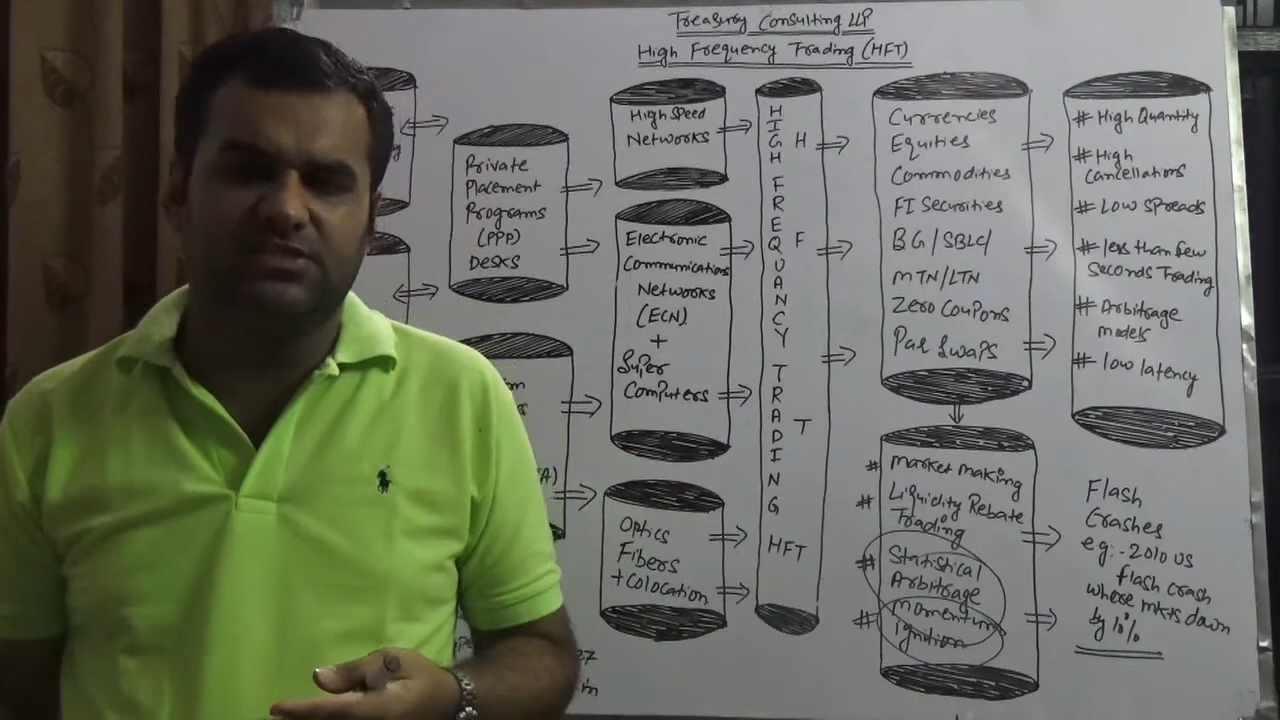 Treasury Consulting LLP
High Frequency Trading (HFT)
Private
Placement
Programs
(PPP)
Desks
High Speed
Networks
Electronic
Communications
Networks
(ECN)
+
Super
Computers
Optics
Fibers
+ Colocation
HIGH FREQUANCY TRADING HFT
H
F
T
Currencies
Equities
Commodities
FI Securities
BG/SBLC/
MTN/LTN
Zero Coupons
Par Swaps
# Market Making
# Liquidity Rebate
Trading
# Statistical
Arbitrage
# Momentum
ignition
# High Quantity
# High
Cancellations
# Low Spreads
# less than few
Seconds Trading
# Arbitrage
models
# low latency
Flash
Crashes
eg:- 2010 US
flash crash
where mkts down
by 10%